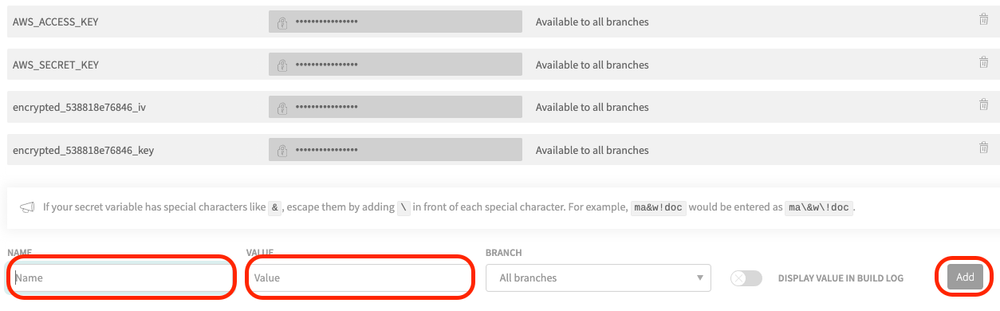 AWS_ACCESS_KEY •••••••••••••••• Available to all branches
AWS_SECRET_KEY •••••••••••••••• Available to all branches
encrypted_538818e76846_iv •••••••••••••••• Available to all branches
encrypted_538818e76846_key •••••••••••••••• Available to all branches
If your secret variable has special characters like &, escape them by adding \ in front of each special character. For example, ma&w!doc would be entered as ma\&w\!doc.
NAME VALUE BRANCH
Name Value All branches DISPLAY VALUE IN BUILD LOG Add